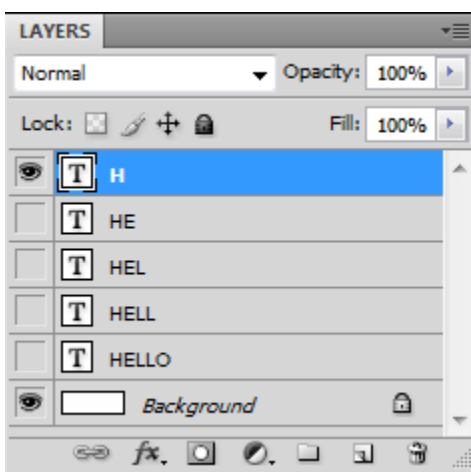 LAYERS
Normal Opacity: 100%
Lock: Fill: 100%
T H
T HE
T HEL
T HELL
T HELLO
Background
fx.